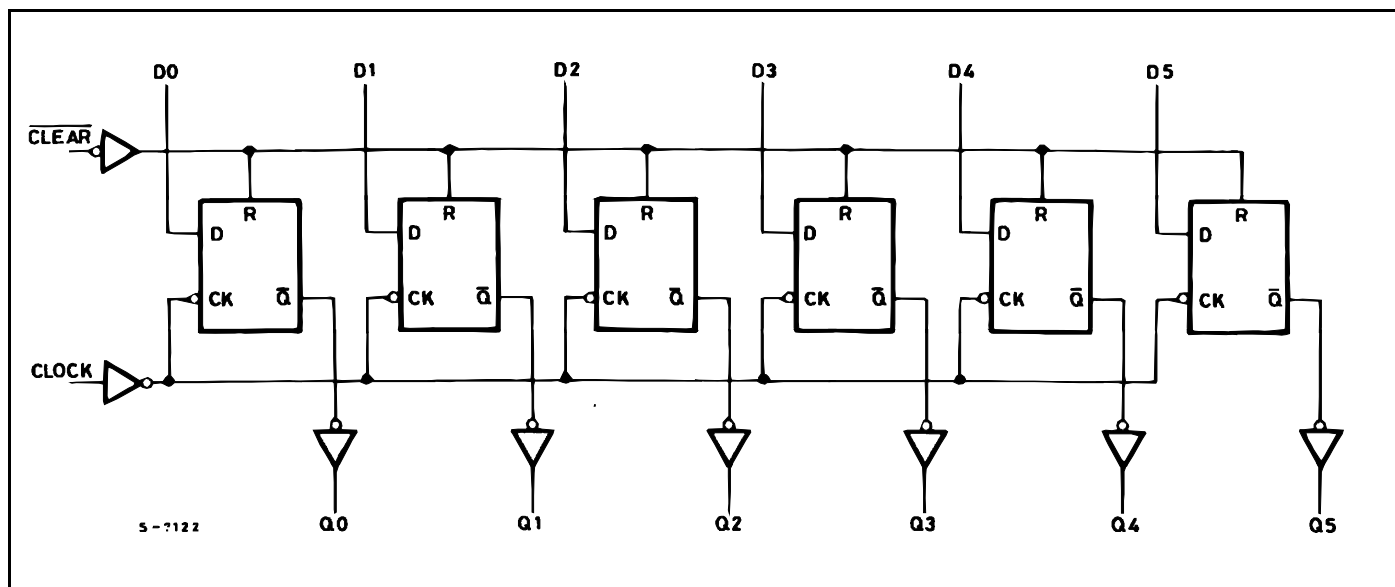 D0 D1 D2 D3 D4 D5
C̅L̅E̅A̅R̅
R R R R R R
D D D D D D
CK Q̅ CK Q̅ CK Q̅ CK Q̅ CK Q̅ CK Q̅
CLOCK
Q0 Q1 Q2 Q3 Q4 Q5